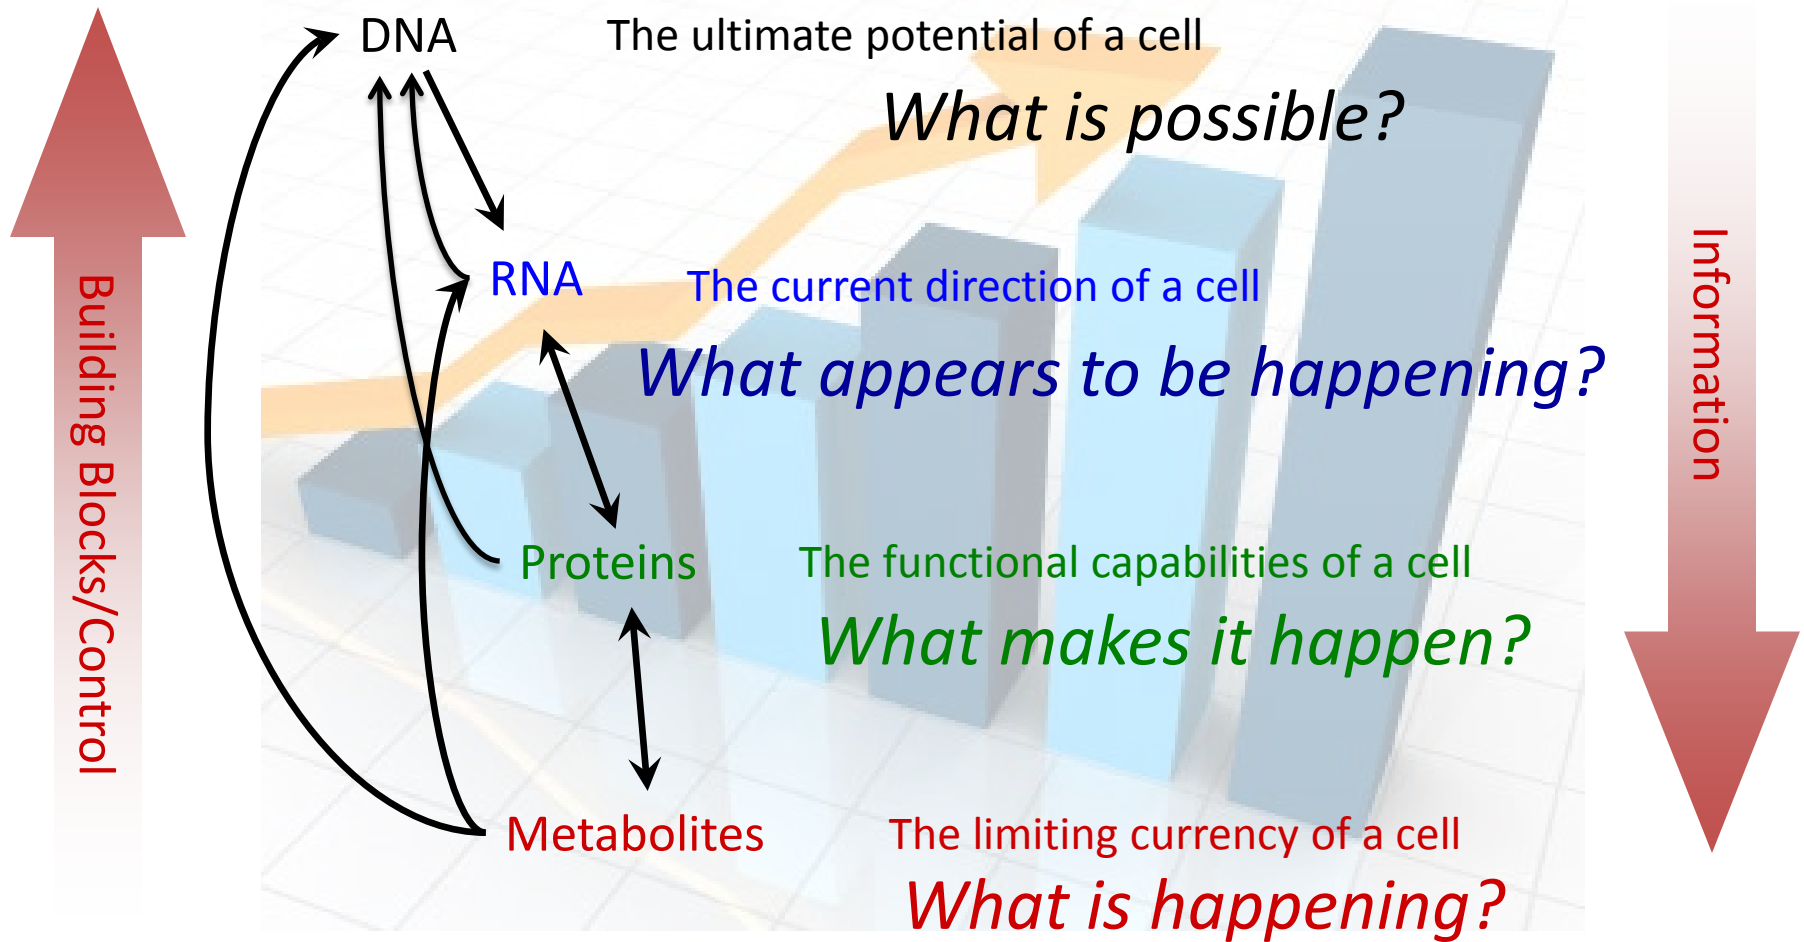 DNA
The ultimate potential of a cell
What is possible?
RNA
The current direction of a cell
What appears to be happening?
Proteins
The functional capabilities of a cell
What makes it happen?
Metabolites
The limiting currency of a cell
What is happening?
Building Blocks/Control
Information